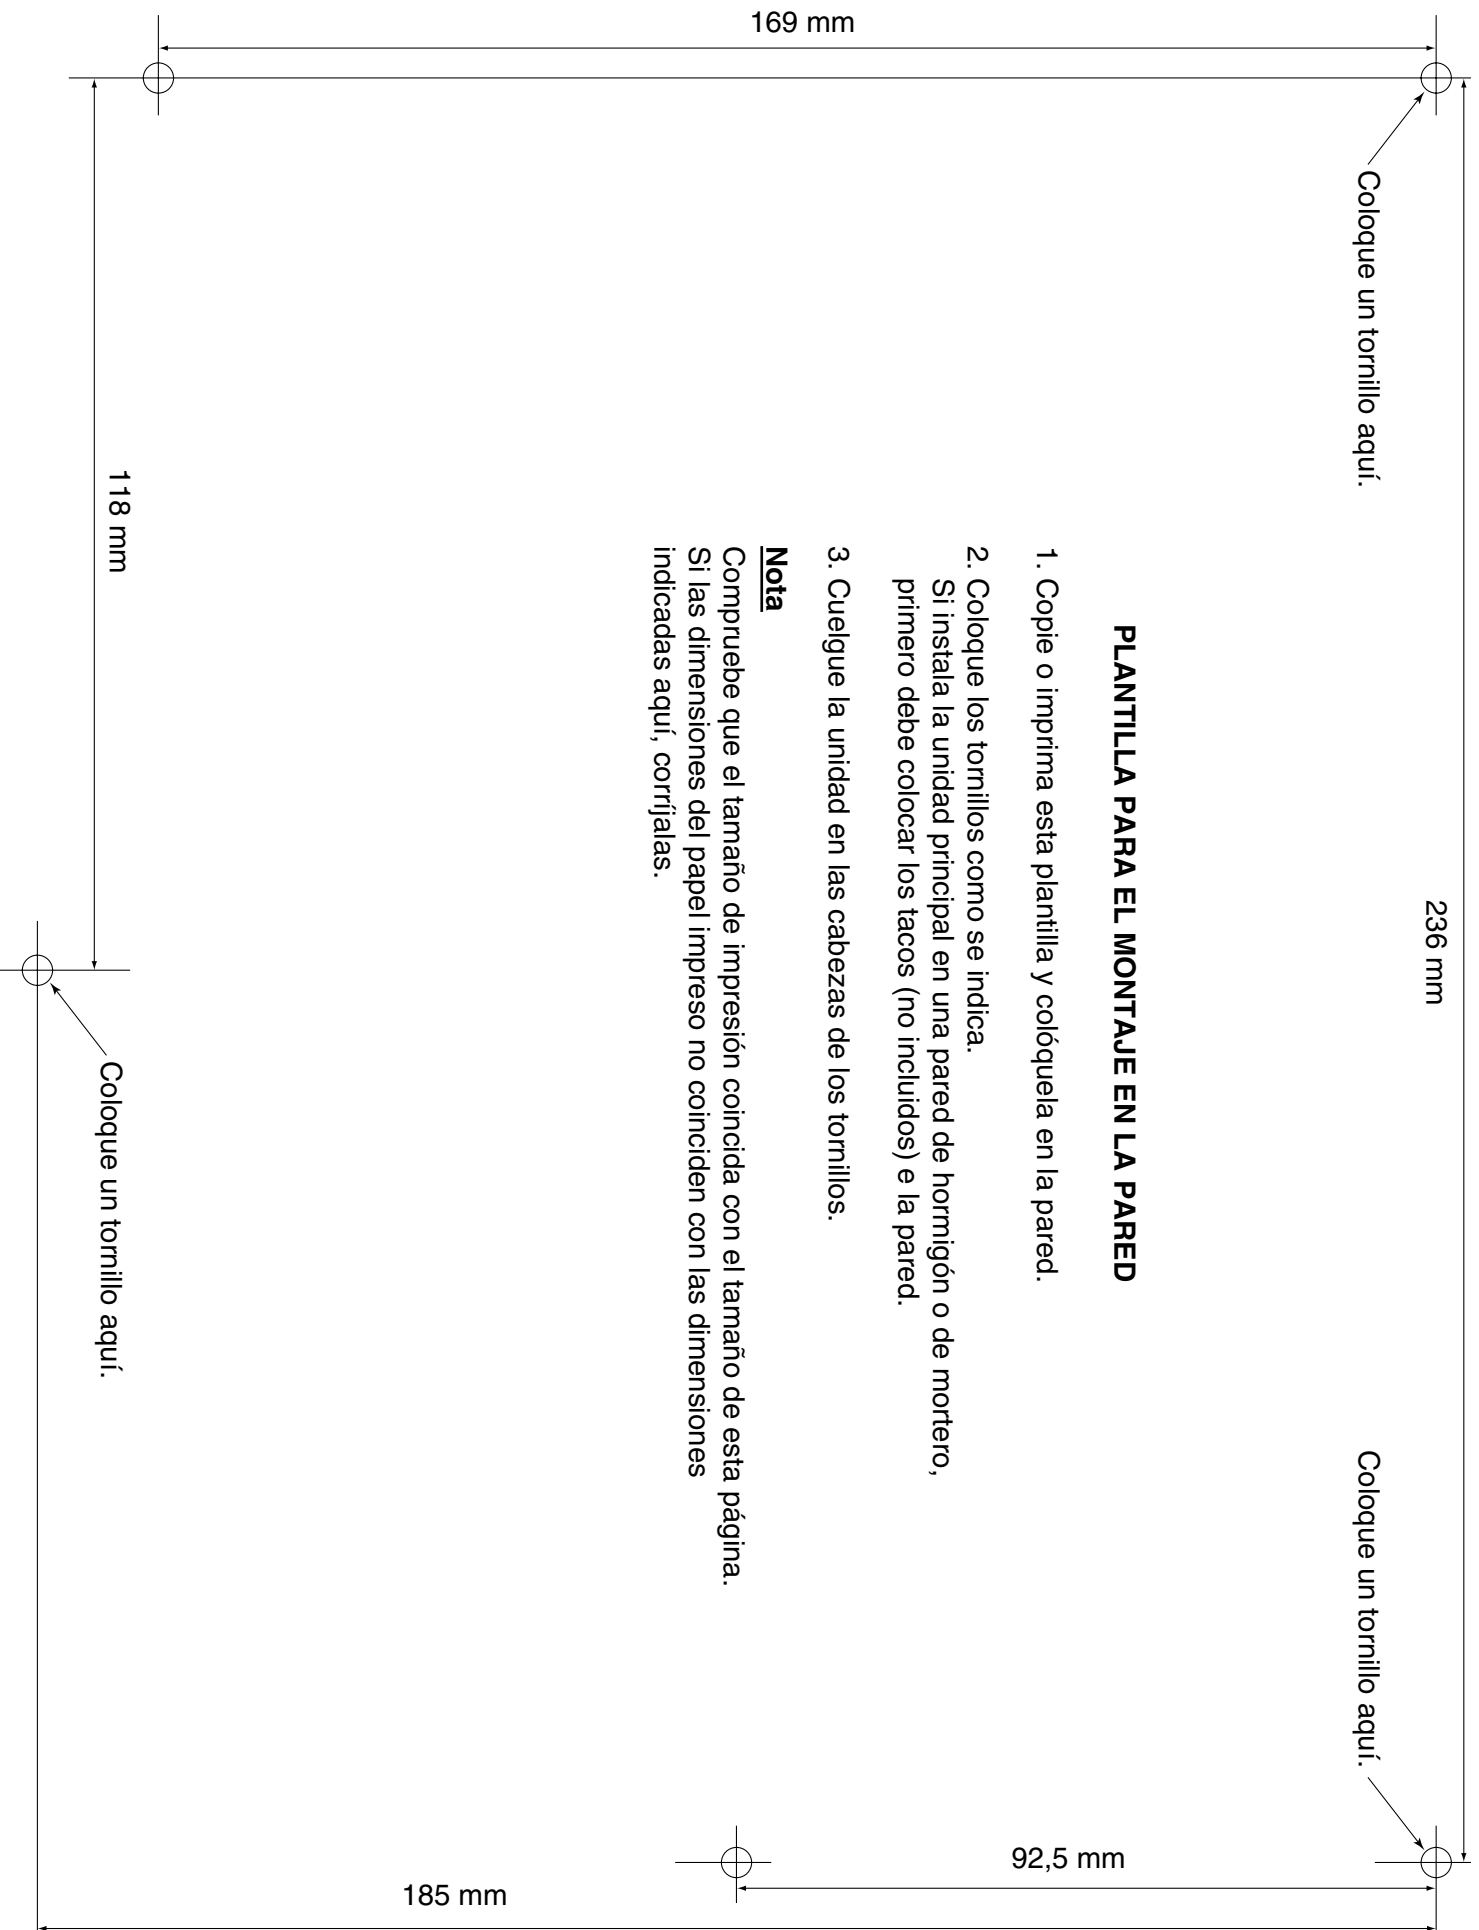 169 mm
236 mm
Coloque un tornillo aquí.
Coloque un tornillo aquí.
PLANTILLA PARA EL MONTAJE EN LA PARED
1. Copie o imprima esta plantilla y colóquela en la pared.
2. Coloque los tornillos como se indica.
Si instala la unidad principal en una pared de hormigón o de mortero,
primero debe colocar los tacos (no incluidos) e la pared.
3. Cuelgue la unidad en las cabezas de los tornillos.
Nota
Compruebe que el tamaño de impresión coincida con el tamaño de esta página.
Si las dimensiones del papel impreso no coinciden con las dimensiones
indicadas aquí, corríjalas.
118 mm
Coloque un tornillo aquí.
92,5 mm
185 mm